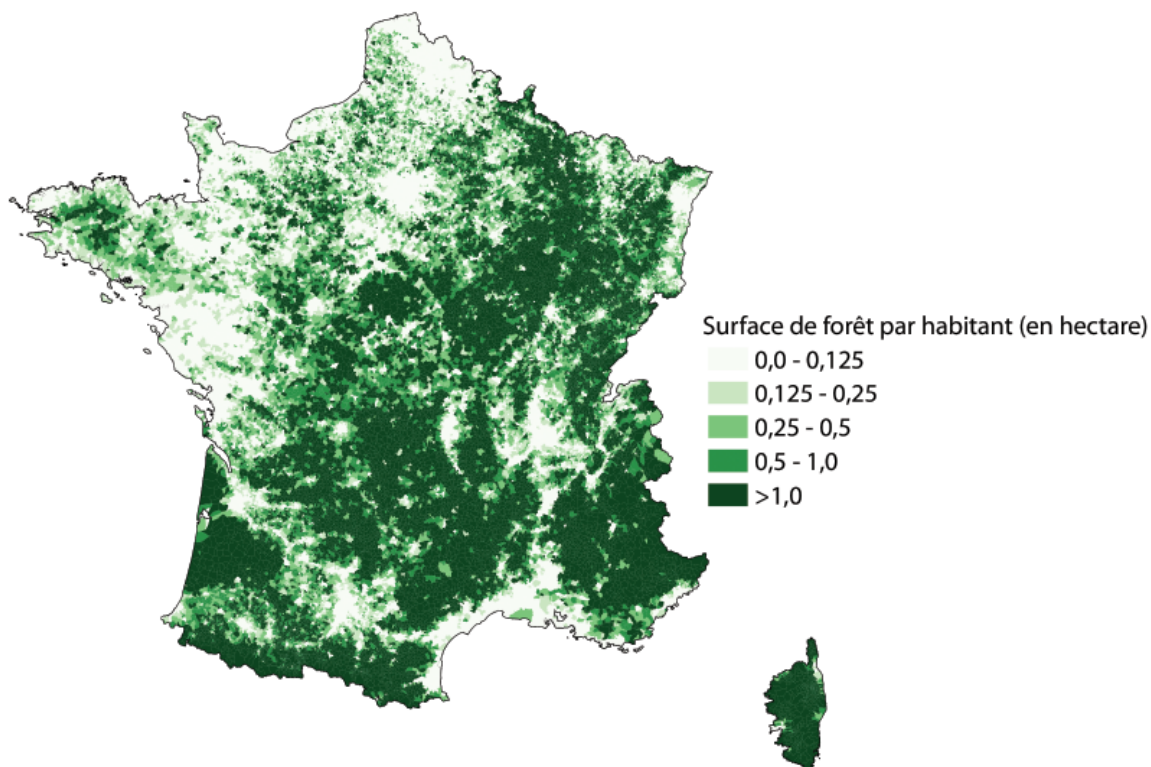 Surface de forêt par habitant (en hectare)
0,0 - 0,125
0,125 - 0,25
0,25 - 0,5
0,5 - 1,0
>1,0